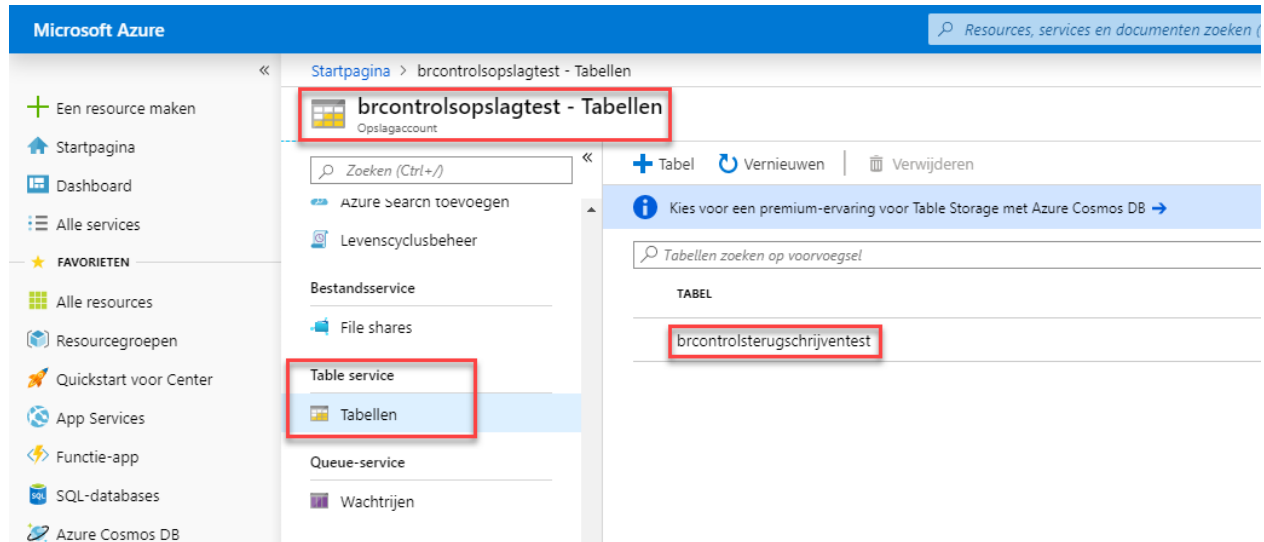 Microsoft Azure
Resources, services en documenten zoeken (
«
Een resource maken
Startpagina
Dashboard
Alle services
FAVORIETEN
Alle resources
Resourcegroepen
Quickstart voor Center
App Services
Functie-app
SQL-databases
Azure Cosmos DB
Startpagina > brcontrolsopslagtest - Tabellen
brcontrolsopslagtest - Tabellen
Opslagaccount
Zoeken (Ctrl+/)
«
Azure Search toevoegen
Levenscyclusbeheer
Bestandsservice
File shares
Table service
Tabellen
Queue-service
Wachtrijen
Tabel Vernieuwen Verwijderen
Kies voor een premium-ervaring voor Table Storage met Azure Cosmos DB →
Tabellen zoeken op voorvoegsel
TABEL
brcontrolsterugschrijventest